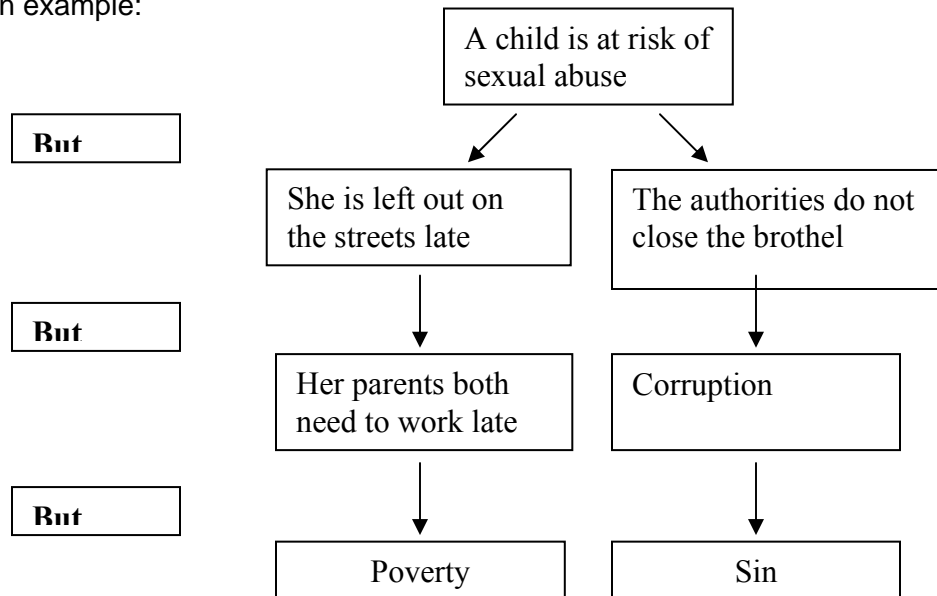 n example:
A child is at risk of
sexual abuse
But
She is left out on
the streets late
The authorities do not
close the brothel
But
Her parents both
need to work late
Corruption
But
Poverty
Sin